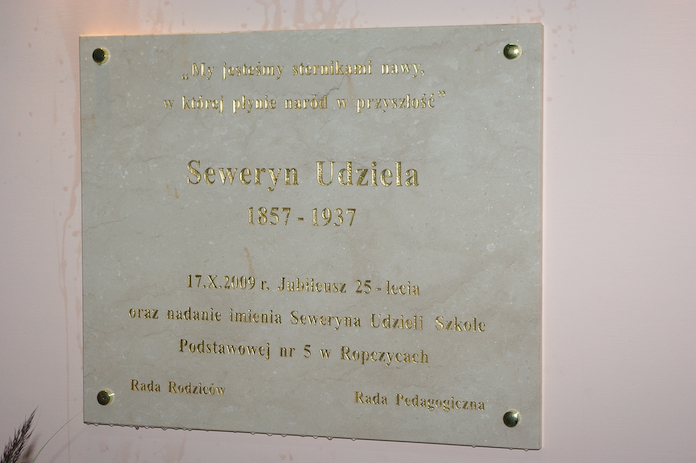 „My jesteśmy sternikami nawy,
w której płynie naród w przyszłość”
Seweryn Udziela
1857 - 1937
17.X.2009 r. Jubileusz 25 - lecia
oraz nadanie imienia Seweryna Udzieli Szkole
Podstawowej nr 5 w Ropczycach
Rada Rodziców
Rada Pedagogiczna